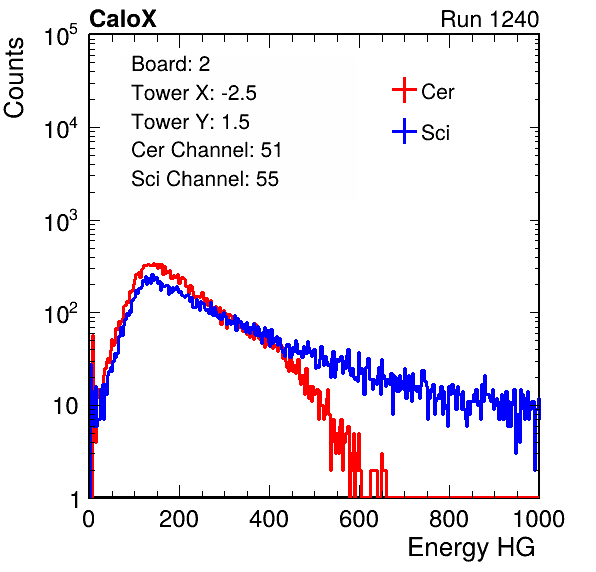 CaloX Run 1240
Counts
Board: 2
Tower X: -2.5
Tower Y: 1.5
Cer Channel: 51
Sci Channel: 55
Cer
Sci
10^5
10^4
10^3
10^2
10
1
0 200 400 600 800 1000
Energy HG